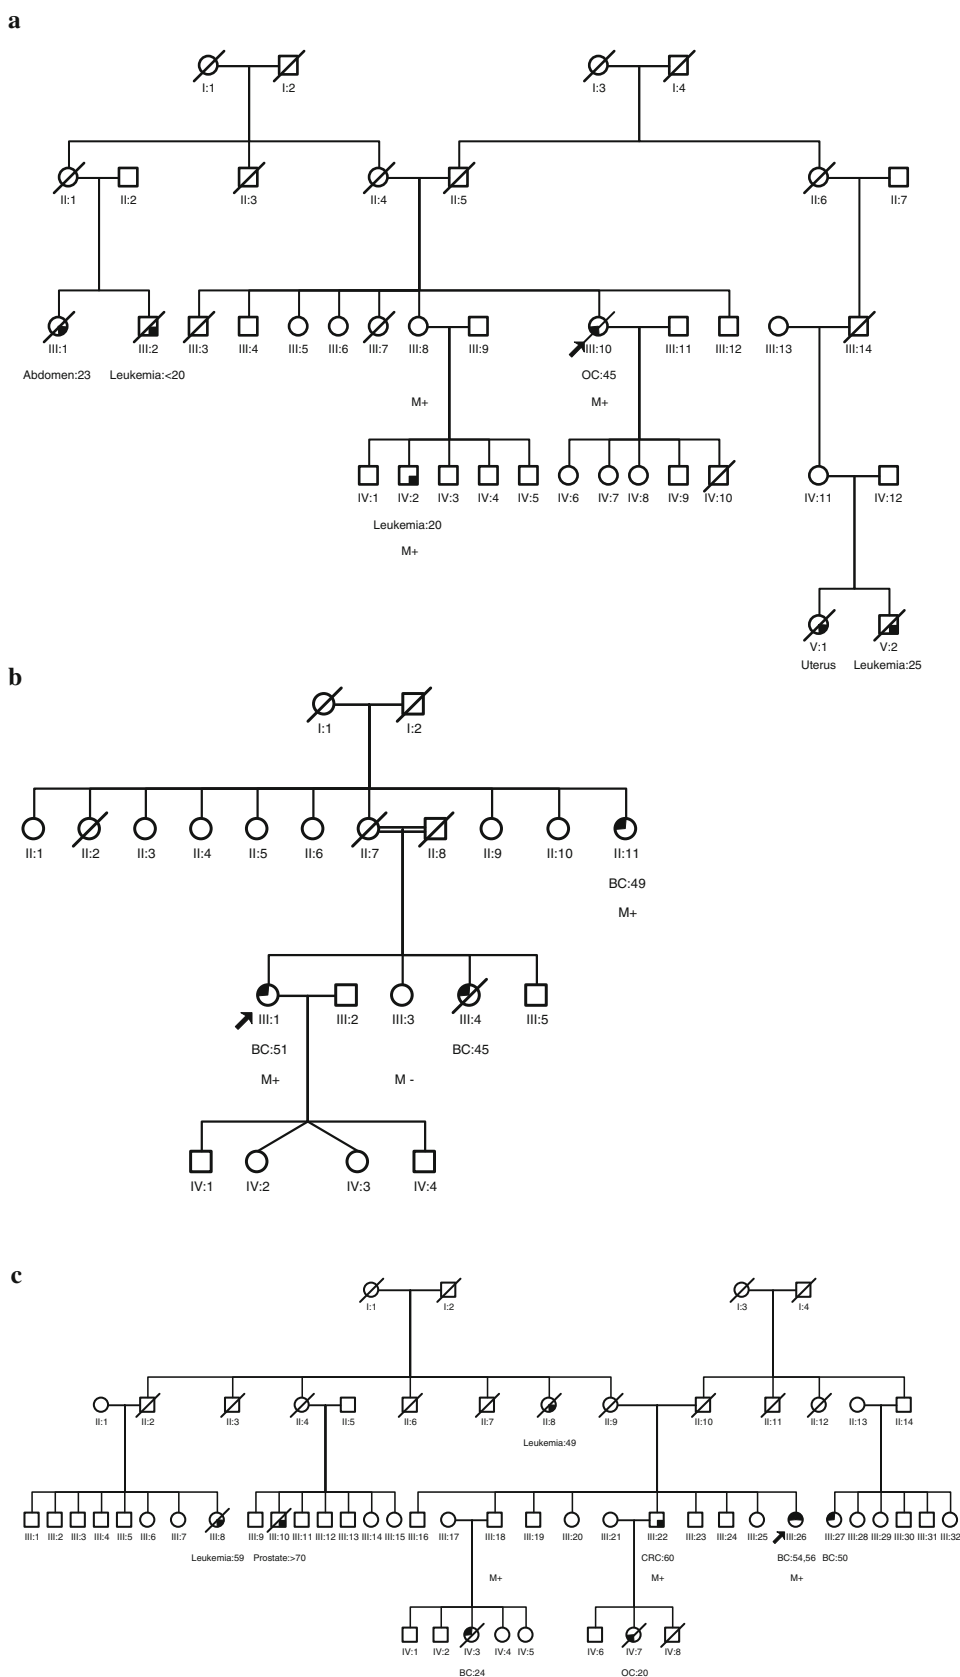 a
I:1 I:2 I:3 I:4
II:1 II:2 II:3 II:4 II:5 II:6 II:7
III:1 III:2 III:3 III:4 III:5 III:6 III:7 III:8 III:9 III:10 III:11 III:12 III:13 III:14
Abdomen:23 Leukemia:<20 OC:45
M+ M+
IV:1 IV:2 IV:3 IV:4 IV:5 IV:6 IV:7 IV:8 IV:9 IV:10 IV:11 IV:12
Leukemia:20
M+
V:1 V:2
Uterus Leukemia:25
b
I:1 I:2
II:1 II:2 II:3 II:4 II:5 II:6 II:7 II:8 II:9 II:10 II:11
BC:49
M+
III:1 III:2 III:3 III:4 III:5
BC:51 BC:45
M+ M -
IV:1 IV:2 IV:3 IV:4
c
I:1 I:2 I:3 I:4
II:1 II:2 II:3 II:4 II:5 II:6 II:7 II:8 II:9 II:10 II:11 II:12 II:13 II:14
Leukemia:49
III:1 III:2 III:3 III:4 III:5 III:6 III:7 III:8 III:9 III:10 III:11 III:12 III:13 III:14 III:15 III:16 III:17 III:18 III:19 III:20 III:21 III:22 III:23 III:24 III:25 III:26 III:27 III:28 III:29 III:30 III:31 III:32
Leukemia:59 Prostate:>70 CRC:60 BC:54,56 BC:50
M+ M+ M+
IV:1 IV:2 IV:3 IV:4 IV:5 IV:6 IV:7 IV:8
BC:24 OC:20